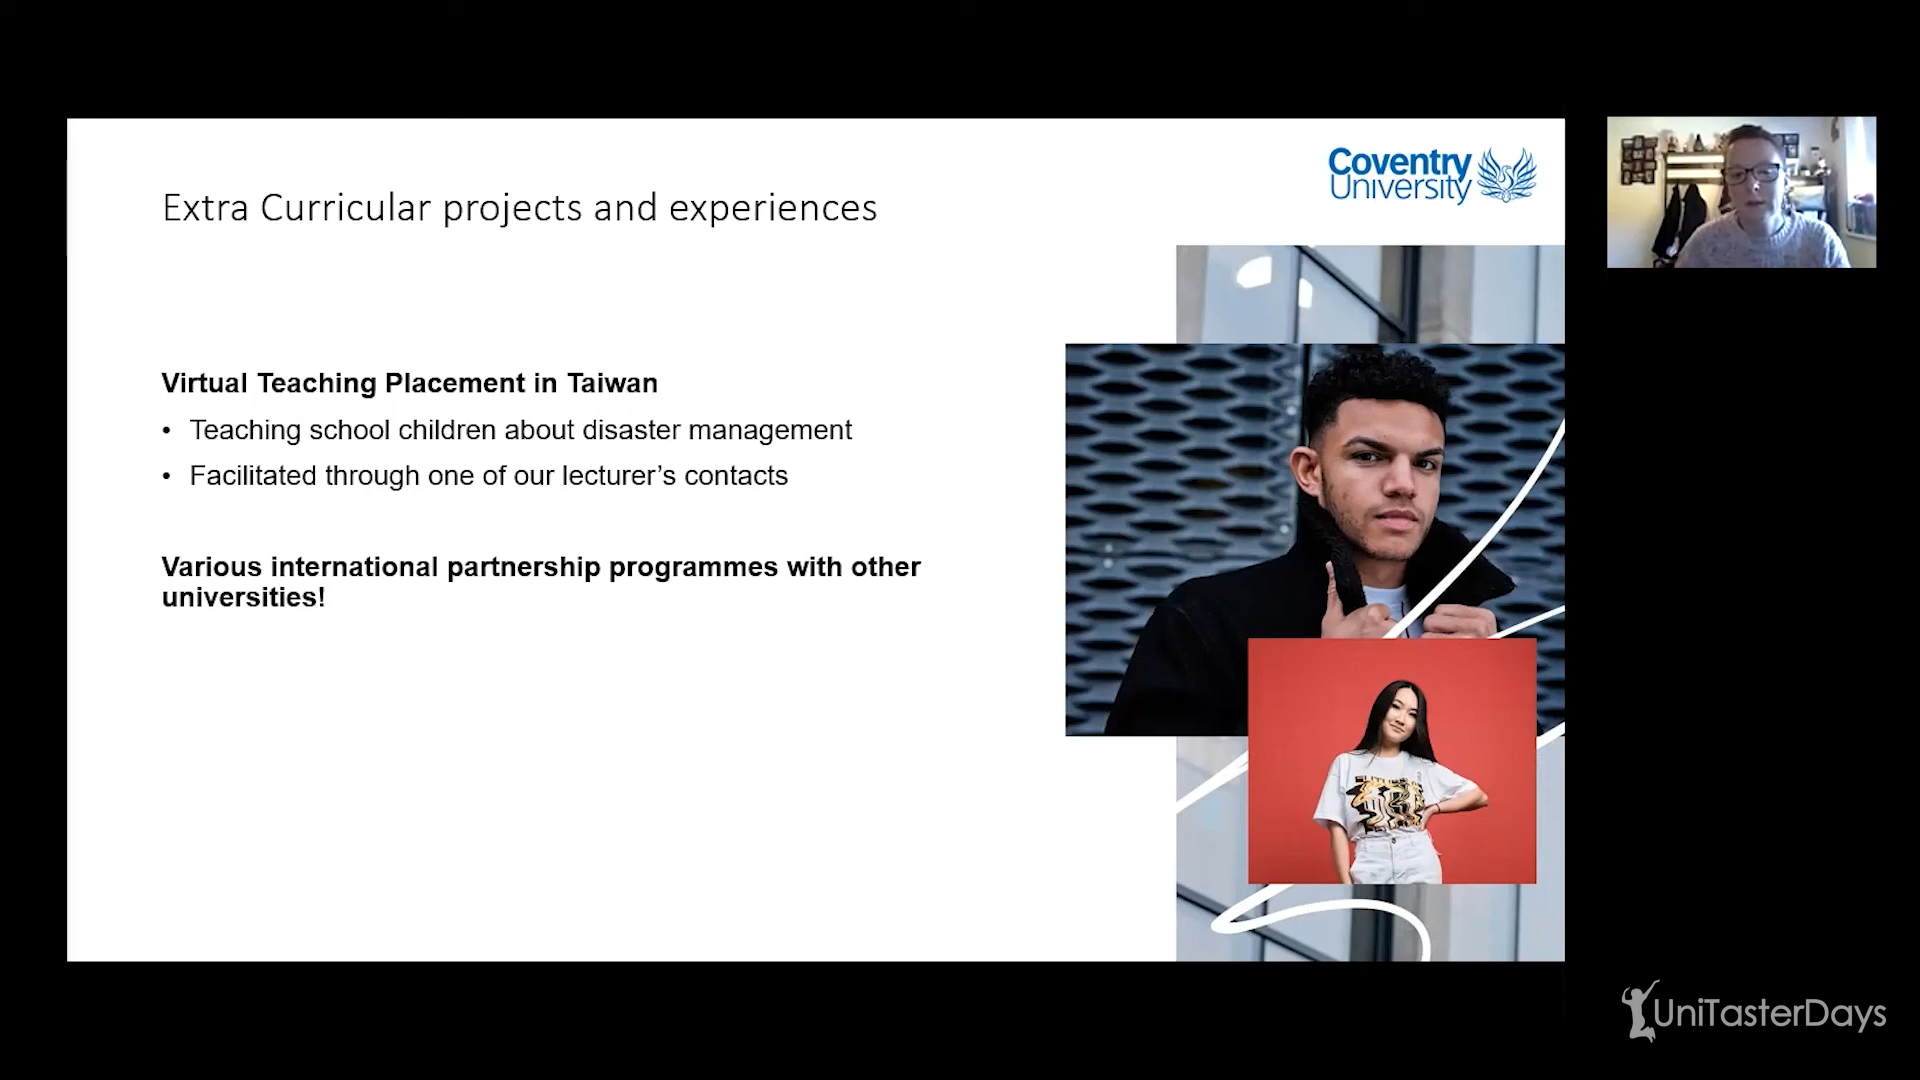 Coventry
University
Extra Curricular projects and experiences
Virtual Teaching Placement in Taiwan
• Teaching school children about disaster management
• Facilitated through one of our lecturer’s contacts
Various international partnership programmes with other
universities!
UniTasterDays